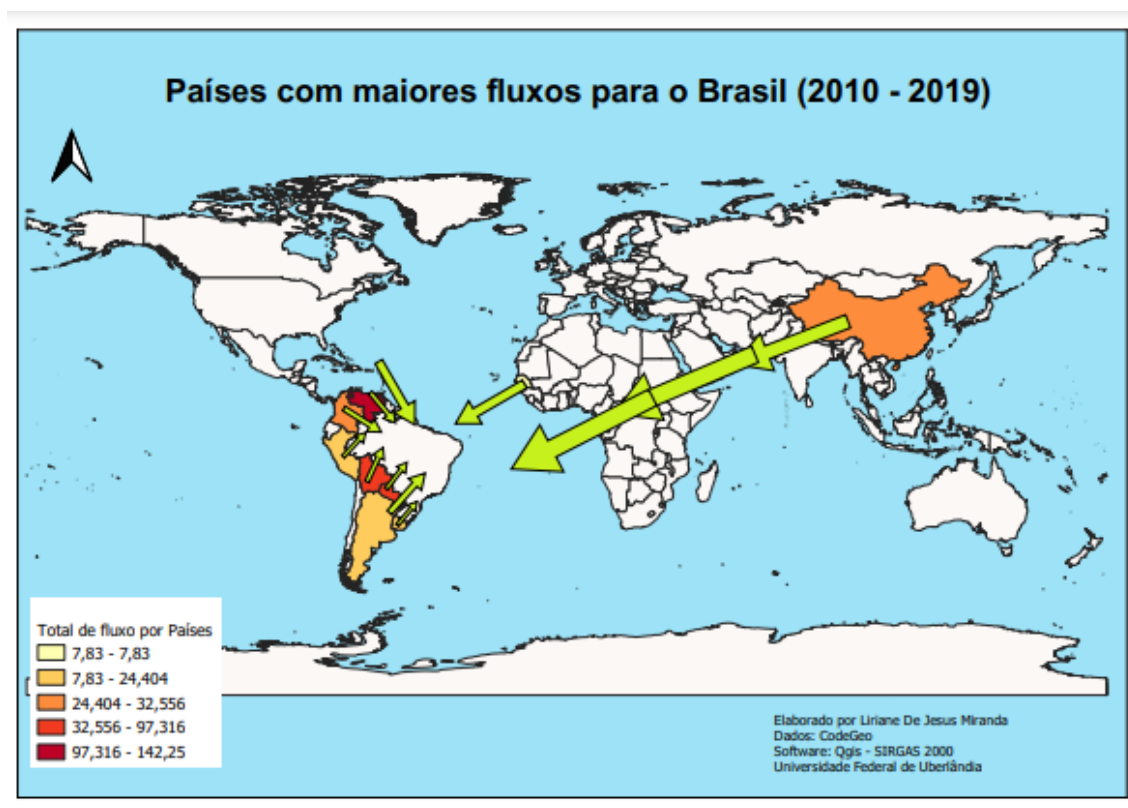 Países com maiores fluxos para o Brasil (2010 - 2019)
Total de fluxo por Países
7,83 - 7,83
7,83 - 24,404
24,404 - 32,556
32,556 - 97,316
97,316 - 142,25
Elaborado por Liriane De Jesus Miranda
Dados: CodeGeo
Software: Qgis - SIRGAS 2000
Universidade Federal de Uberlândia